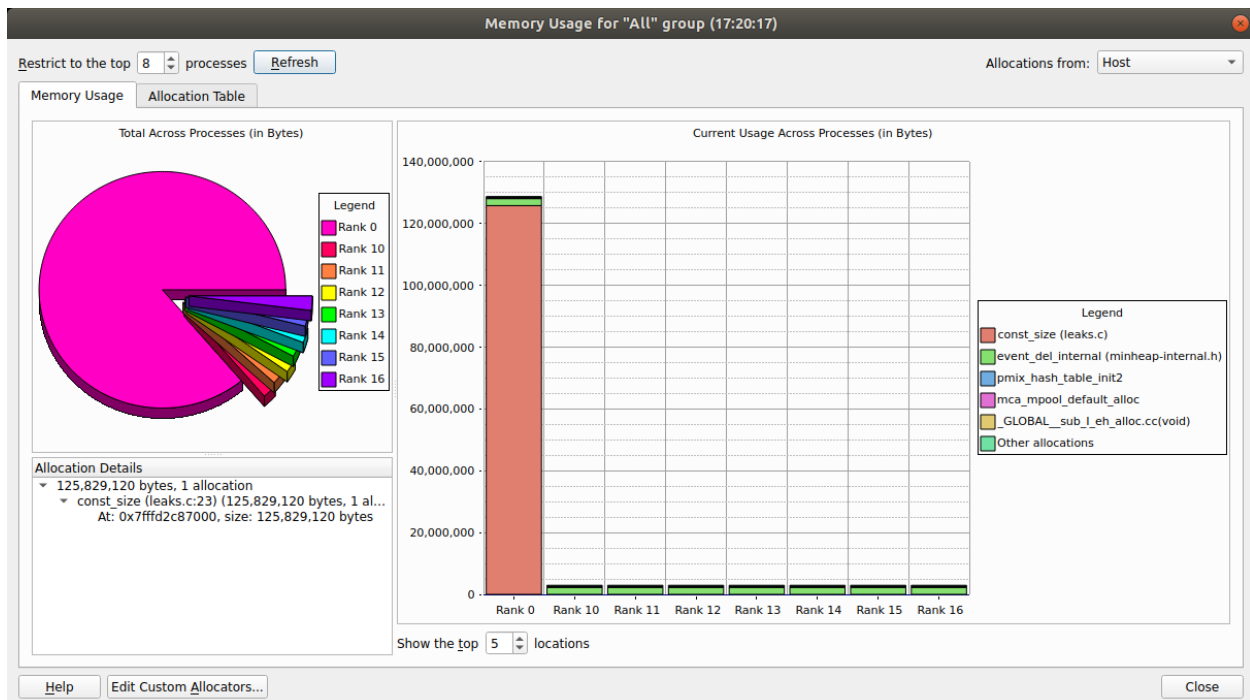 Memory Usage for "All" group (17:20:17)
Restrict to the top 8 processes Refresh Allocations from: Host
Memory Usage Allocation Table
Total Across Processes (in Bytes)
Legend
Rank 0
Rank 10
Rank 11
Rank 12
Rank 13
Rank 14
Rank 15
Rank 16
Allocation Details
125,829,120 bytes, 1 allocation
const_size (leaks.c:23) (125,829,120 bytes, 1 al...
At: 0x7fffd2c87000, size: 125,829,120 bytes
Current Usage Across Processes (in Bytes)
140,000,000
120,000,000
100,000,000
80,000,000
60,000,000
40,000,000
20,000,000
0
Rank 0 Rank 10 Rank 11 Rank 12 Rank 13 Rank 14 Rank 15 Rank 16
Legend
const_size (leaks.c)
event_del_internal (minheap-internal.h)
pmix_hash_table_init2
mca_mpool_default_alloc
_GLOBAL__sub_I_eh_alloc.cc(void)
Other allocations
Show the top 5 locations
Help Edit Custom Allocators... Close